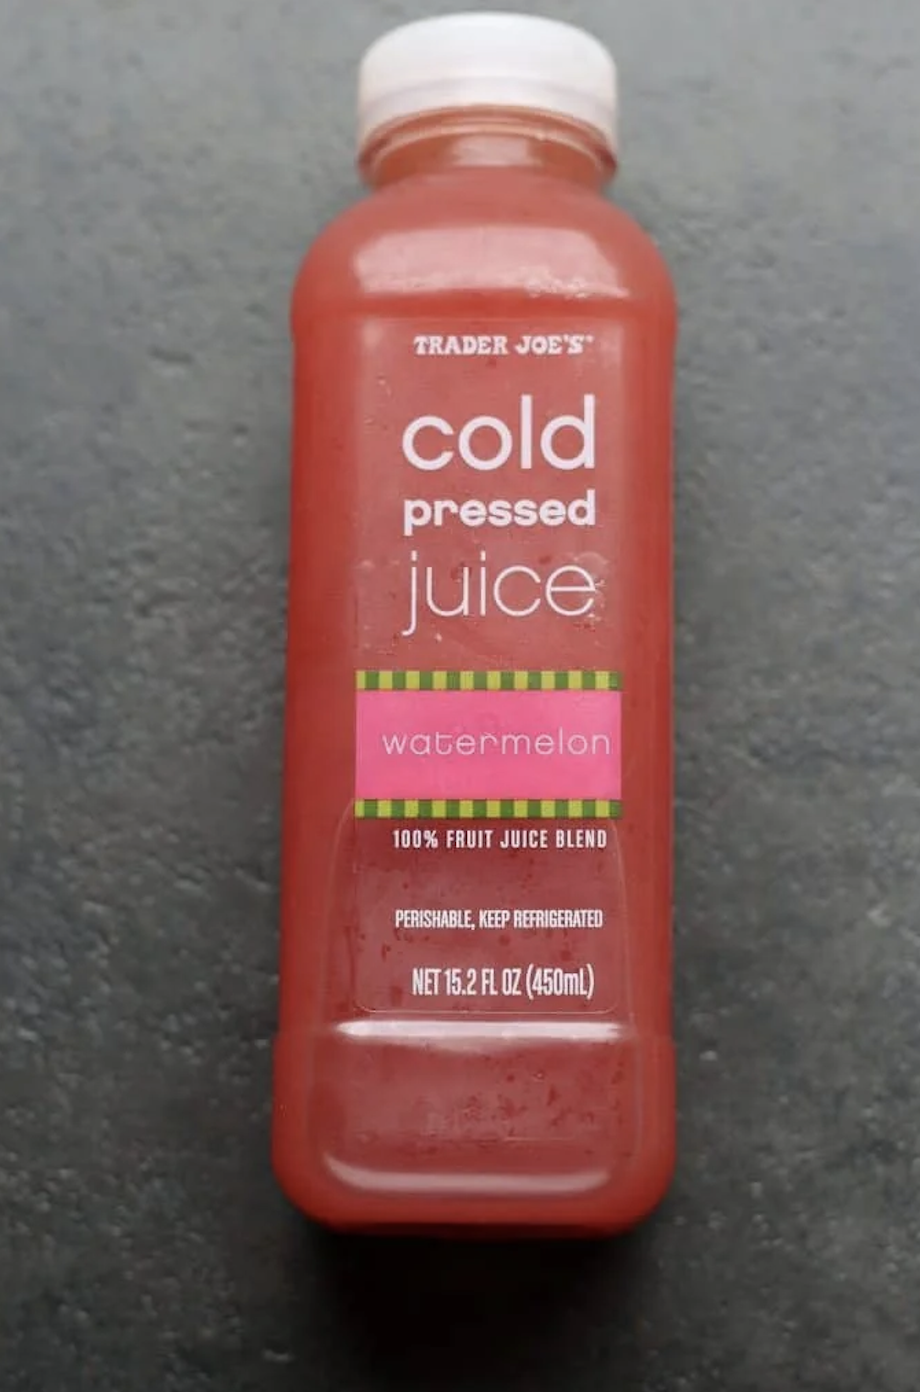 TRADER JOE'S
cold
pressed
juice
watermelon
100% FRUIT JUICE BLEND
PERISHABLE, KEEP REFRIGERATED
NET 15.2 FL OZ (450mL)